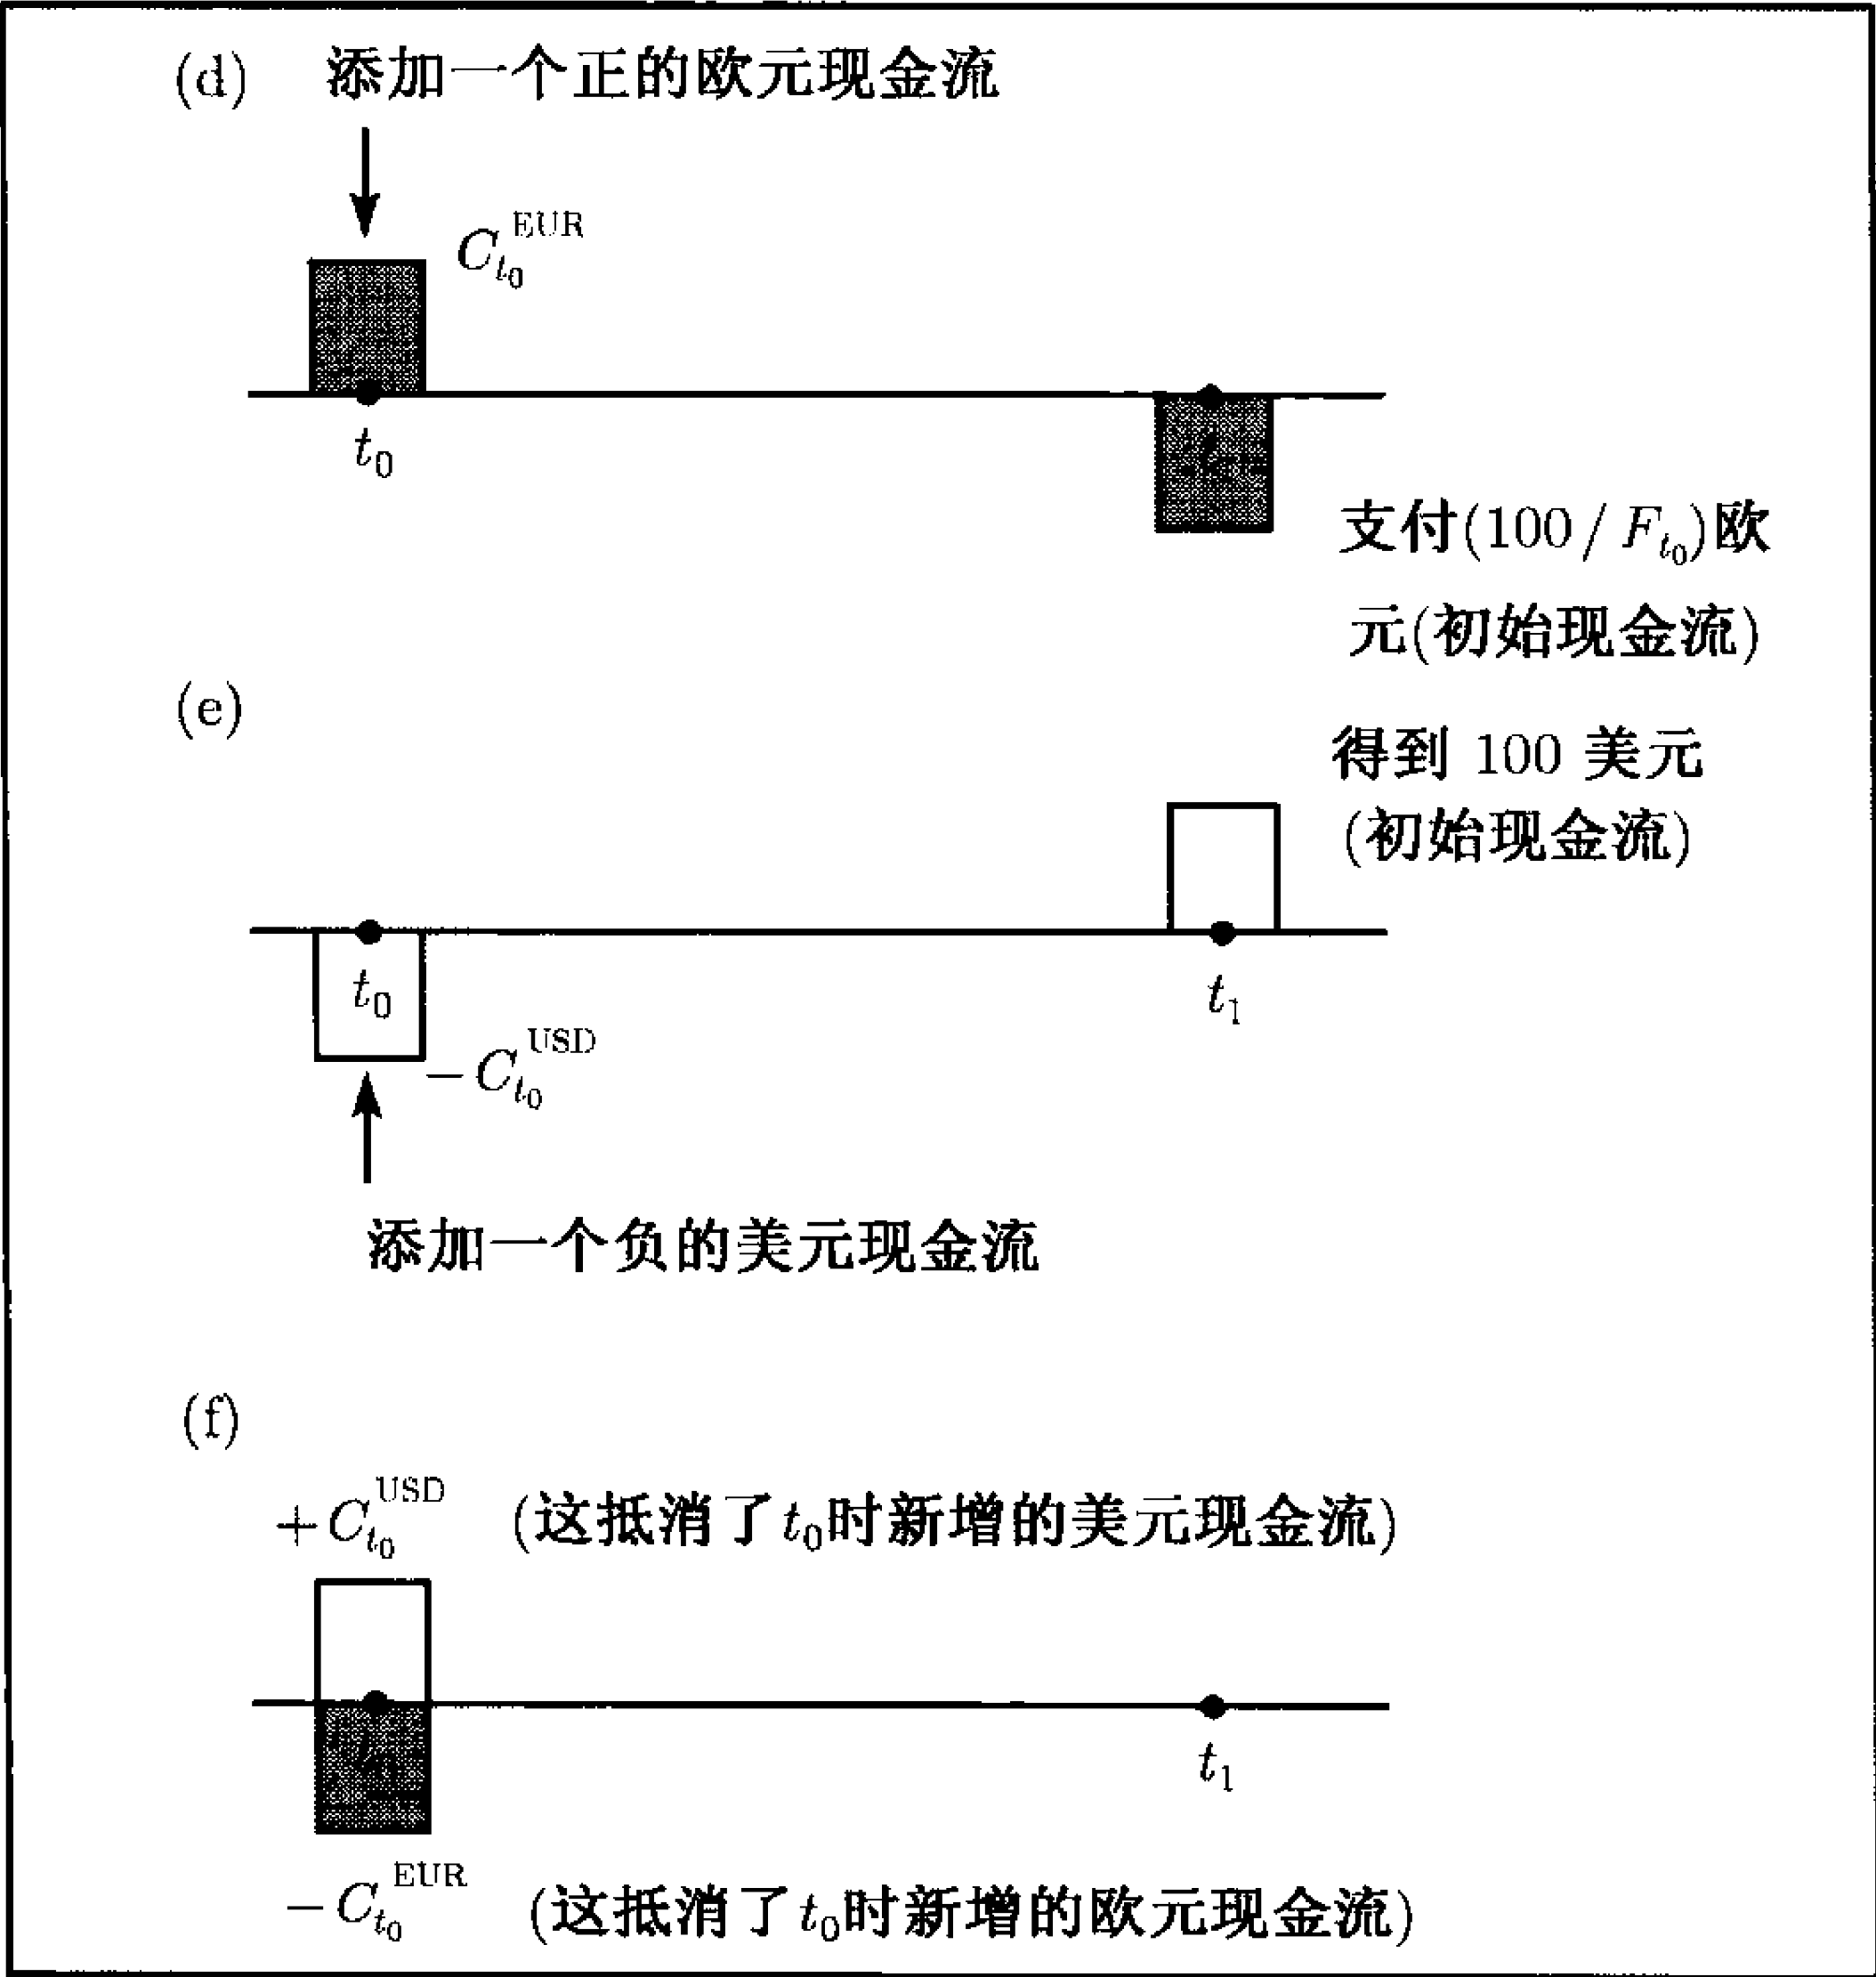 (d) 添加一个正的欧元现金流
C_{t_0}^{EUR}
t_0
支付(100 / F_{t_0})欧
元(初始现金流)
(e)
得到 100 美元
(初始现金流)
t_0
t_1
-C_{t_0}^{USD}
添加一个负的美元现金流
(f)
+C_{t_0}^{USD} (这抵消了t_0时新增的美元现金流)
t_1
-C_{t_0}^{EUR} (这抵消了t_0时新增的欧元现金流)